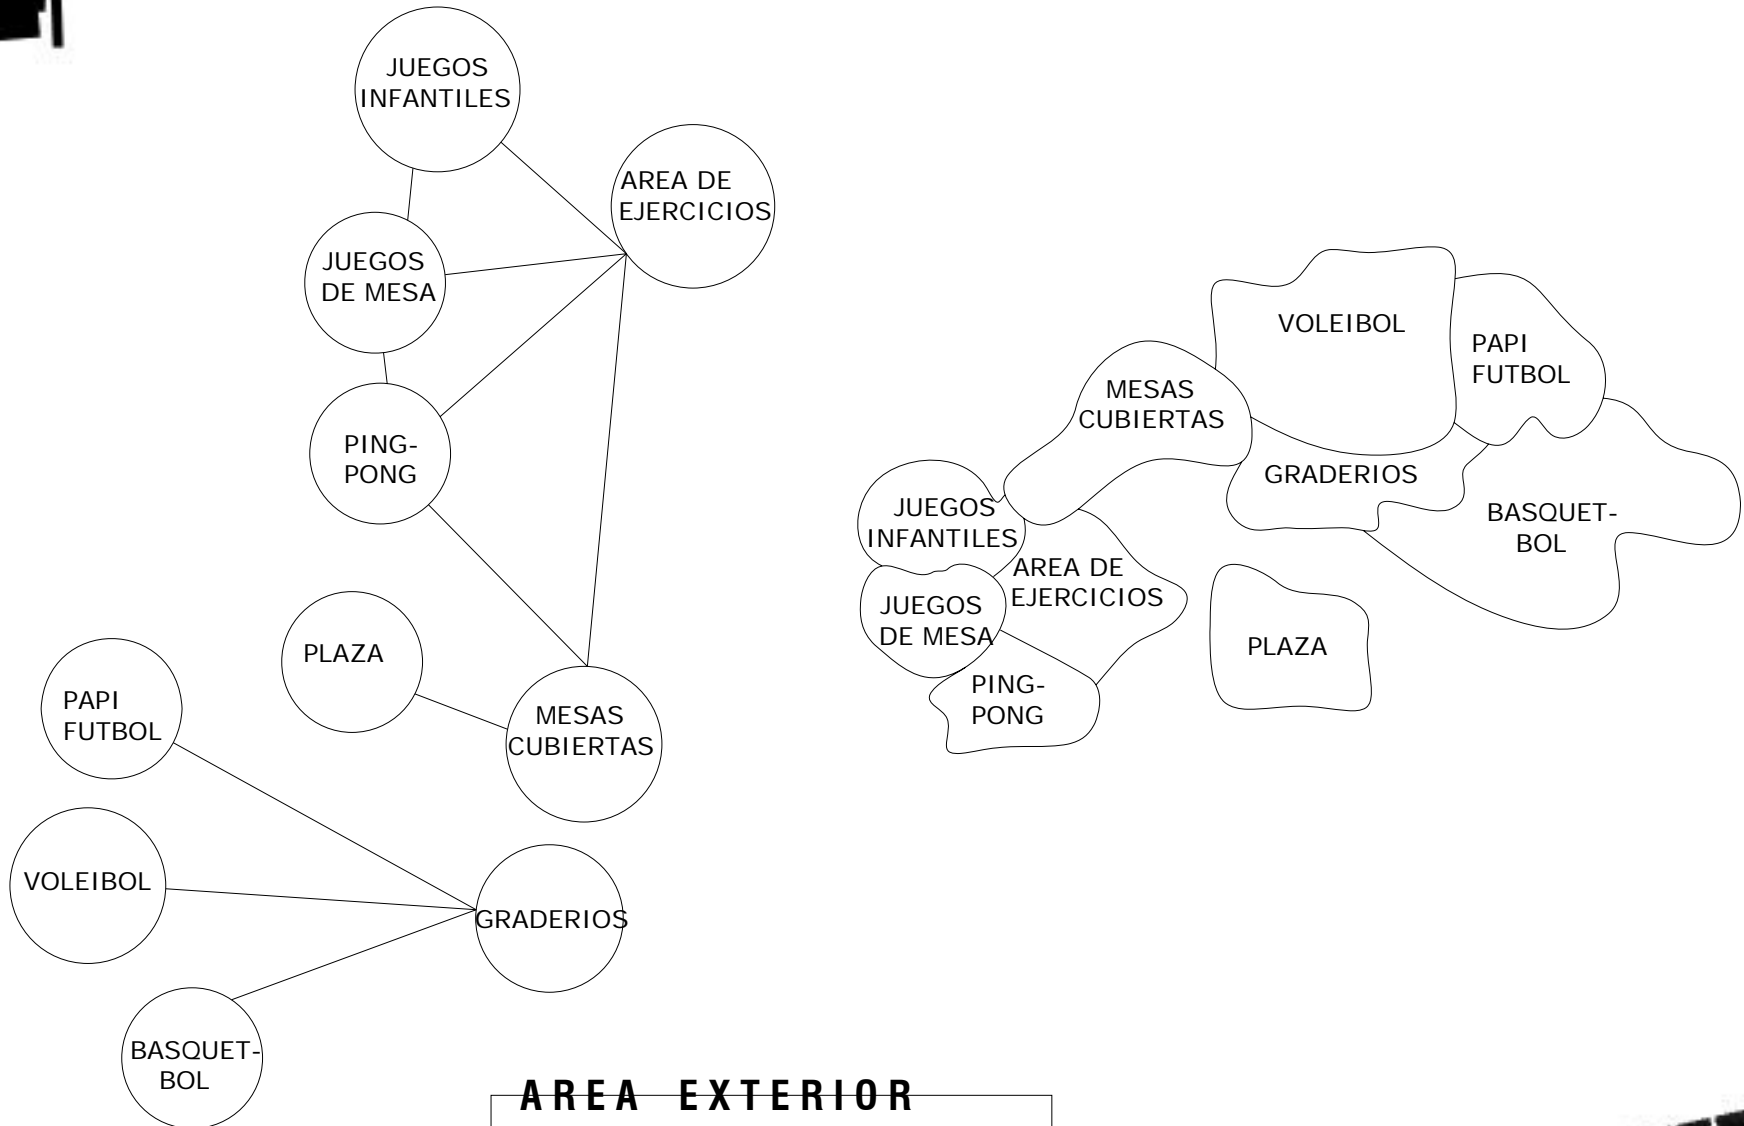 JUEGOS
INFANTILES
AREA DE
EJERCICIOS
JUEGOS
DE MESA
PING-
PONG
PLAZA
PAPI
FUTBOL
MESAS
CUBIERTAS
VOLEIBOL
GRADERIOS
BASQUET-
BOL
VOLEIBOL
PAPI
FUTBOL
MESAS
CUBIERTAS
GRADERIOS
BASQUET-
BOL
JUEGOS
INFANTILES
AREA DE
EJERCICIOS
JUEGOS
DE MESA
PLAZA
PING-
PONG
AREA EXTERIOR